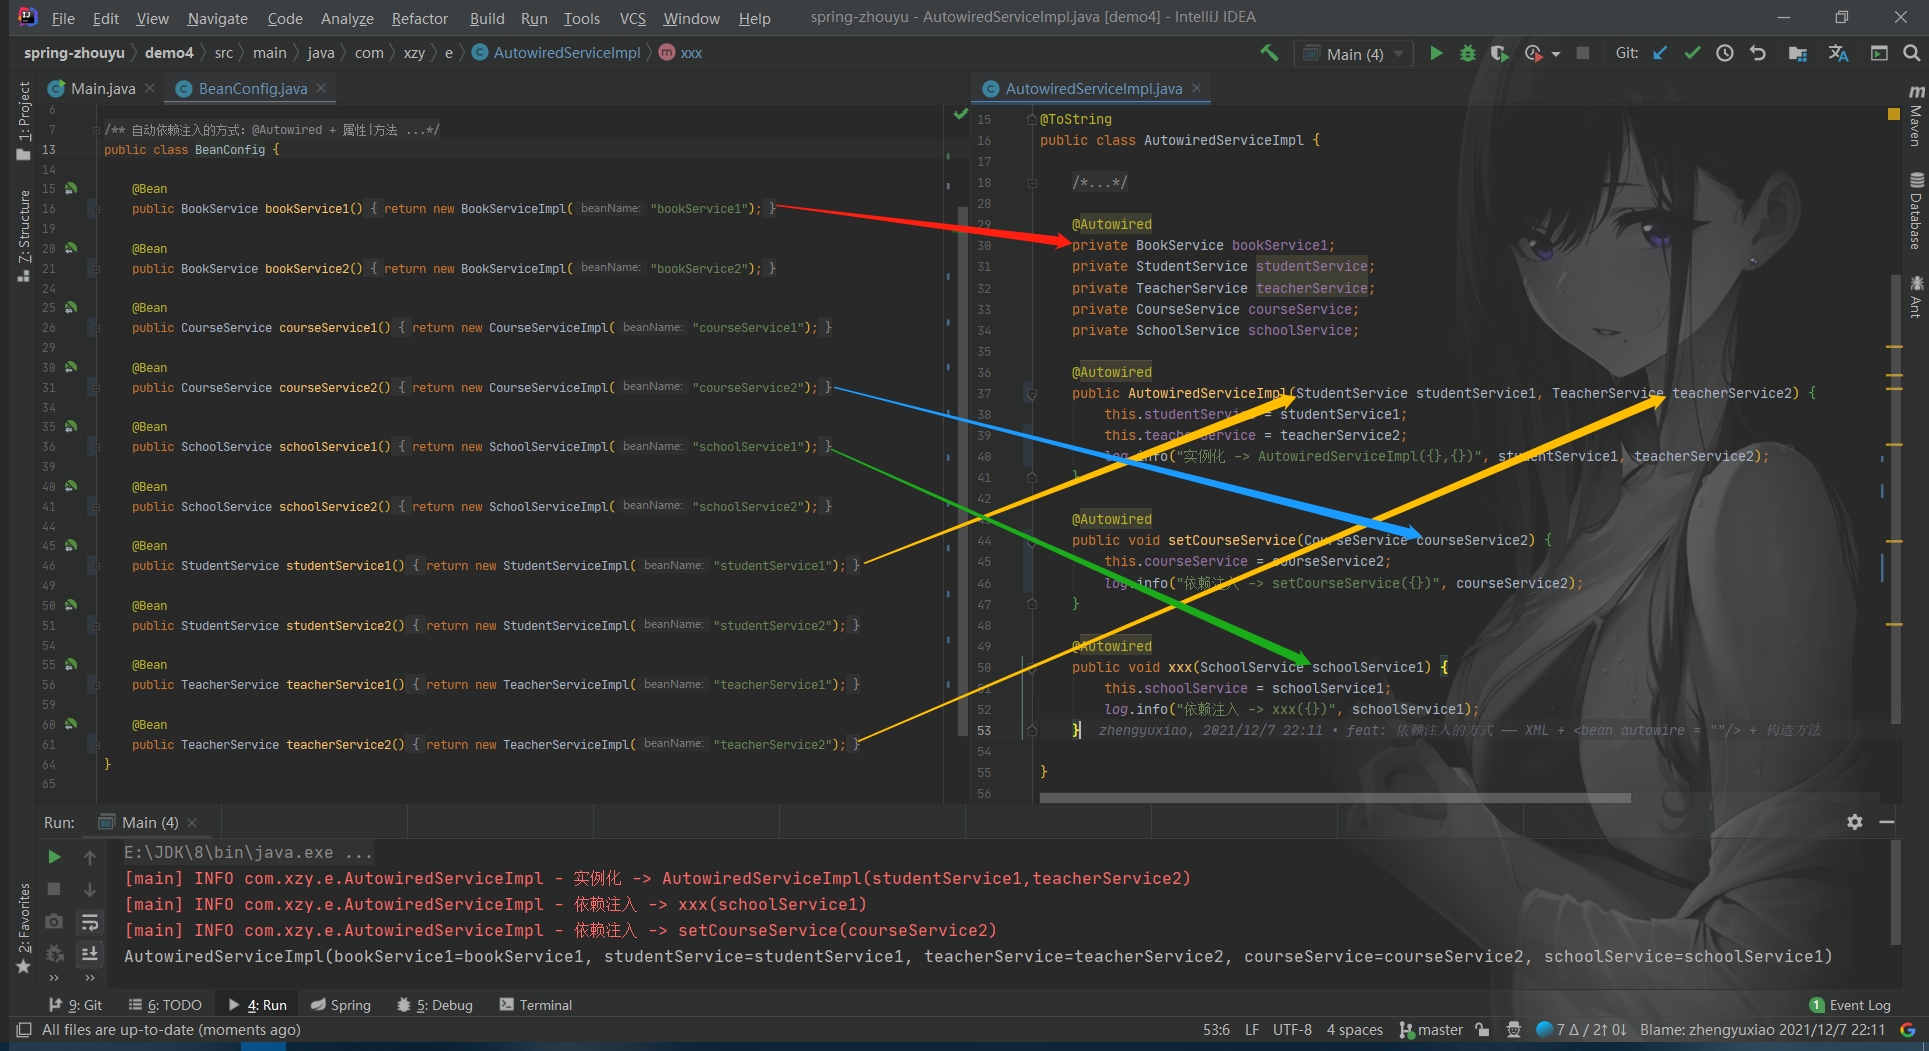 File Edit View Navigate Code Analyze Refactor Build Run Tools VCS Window Help spring-zhouyu - AutowiredServiceImpl.java [demo4] - IntelliJ IDEA
spring-zhouyu demo4 src main java com xzy e AutowiredServiceImpl xxx Main (4) Git:
Main.java BeanConfig.java
AutowiredServiceImpl.java
1: Project
Z: Structure
2: Favorites
Maven
Database
Ant
6
7 /** 自动依赖注入的方式：@Autowired + 属性|方法 ...*/
13 public class BeanConfig {
14
15 @Bean
16 public BookService bookService1() { return new BookServiceImpl( beanName: "bookService1"); }
19
20 @Bean
21 public BookService bookService2() { return new BookServiceImpl( beanName: "bookService2"); }
24
25 @Bean
26 public CourseService courseService1() { return new CourseServiceImpl( beanName: "courseService1"); }
29
30 @Bean
31 public CourseService courseService2() { return new CourseServiceImpl( beanName: "courseService2"); }
34
35 @Bean
36 public SchoolService schoolService1() { return new SchoolServiceImpl( beanName: "schoolService1"); }
39
40 @Bean
41 public SchoolService schoolService2() { return new SchoolServiceImpl( beanName: "schoolService2"); }
44
45 @Bean
46 public StudentService studentService1() { return new StudentServiceImpl( beanName: "studentService1"); }
49
50 @Bean
51 public StudentService studentService2() { return new StudentServiceImpl( beanName: "studentService2"); }
54
55 @Bean
56 public TeacherService teacherService1() { return new TeacherServiceImpl( beanName: "teacherService1"); }
59
60 @Bean
61 public TeacherService teacherService2() { return new TeacherServiceImpl( beanName: "teacherService2"); }
64 }
65
15 @ToString
16 public class AutowiredServiceImpl {
17
18 /*...*/
28
29 @Autowired
30 private BookService bookService1;
31 private StudentService studentService;
32 private TeacherService teacherService;
33 private CourseService courseService;
34 private SchoolService schoolService;
35
36 @Autowired
37 public AutowiredServiceImpl(StudentService studentService1, TeacherService teacherService2) {
38 this.studentService = studentService1;
39 this.teacherService = teacherService2;
40 log.info("实例化 -> AutowiredServiceImpl({},{})", studentService1, teacherService2);
41 }
42
43 @Autowired
44 public void setCourseService(CourseService courseService2) {
45 this.courseService = courseService2;
46 log.info("依赖注入 -> setCourseService({})", courseService2);
47 }
48
49 @Autowired
50 public void xxx(SchoolService schoolService1) {
51 this.schoolService = schoolService1;
52 log.info("依赖注入 -> xxx({})", schoolService1);
53 } zhengyuxiao, 2021/12/7 22:11 • feat: 依赖注入的方式 —— XML + <bean autowire = ""/> + 构造方法
54
55 }
56
Run: Main (4)
E:\JDK\8\bin\java.exe ...
[main] INFO com.xzy.e.AutowiredServiceImpl - 实例化 -> AutowiredServiceImpl(studentService1,teacherService2)
[main] INFO com.xzy.e.AutowiredServiceImpl - 依赖注入 -> xxx(schoolService1)
[main] INFO com.xzy.e.AutowiredServiceImpl - 依赖注入 -> setCourseService(courseService2)
AutowiredServiceImpl(bookService1=bookService1, studentService=studentService1, teacherService=teacherService2, courseService=courseService2, schoolService=schoolService1)
9: Git 6: TODO 4: Run Spring 5: Debug Terminal 1 Event Log
All files are up-to-date (moments ago) 53:6 LF UTF-8 4 spaces master 7 Δ / 2↑ 0↓ Blame: zhengyuxiao 2021/12/7 22:11